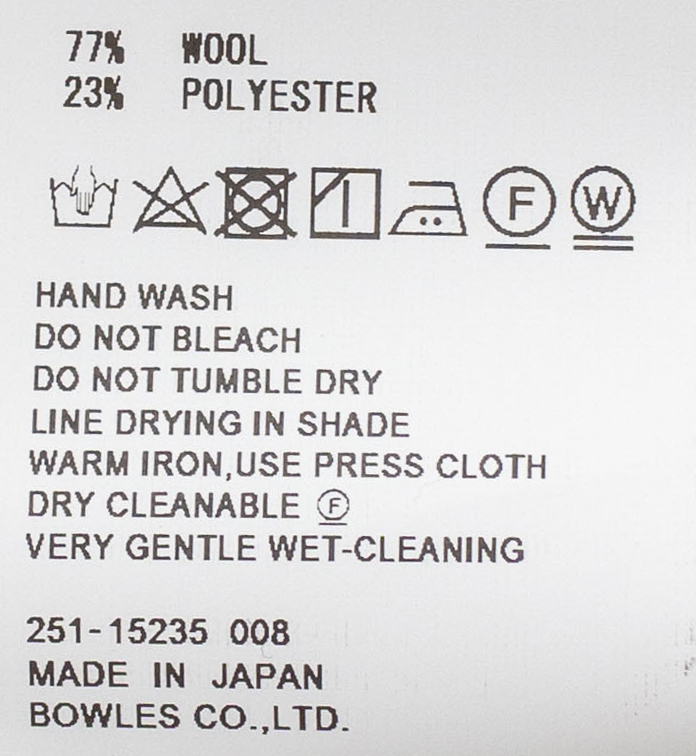 77% WOOL
23% POLYESTER
F W
HAND WASH
DO NOT BLEACH
DO NOT TUMBLE DRY
LINE DRYING IN SHADE
WARM IRON,USE PRESS CLOTH
DRY CLEANABLE Ⓕ
VERY GENTLE WET-CLEANING
251-15235 008
MADE IN JAPAN
BOWLES CO.,LTD.